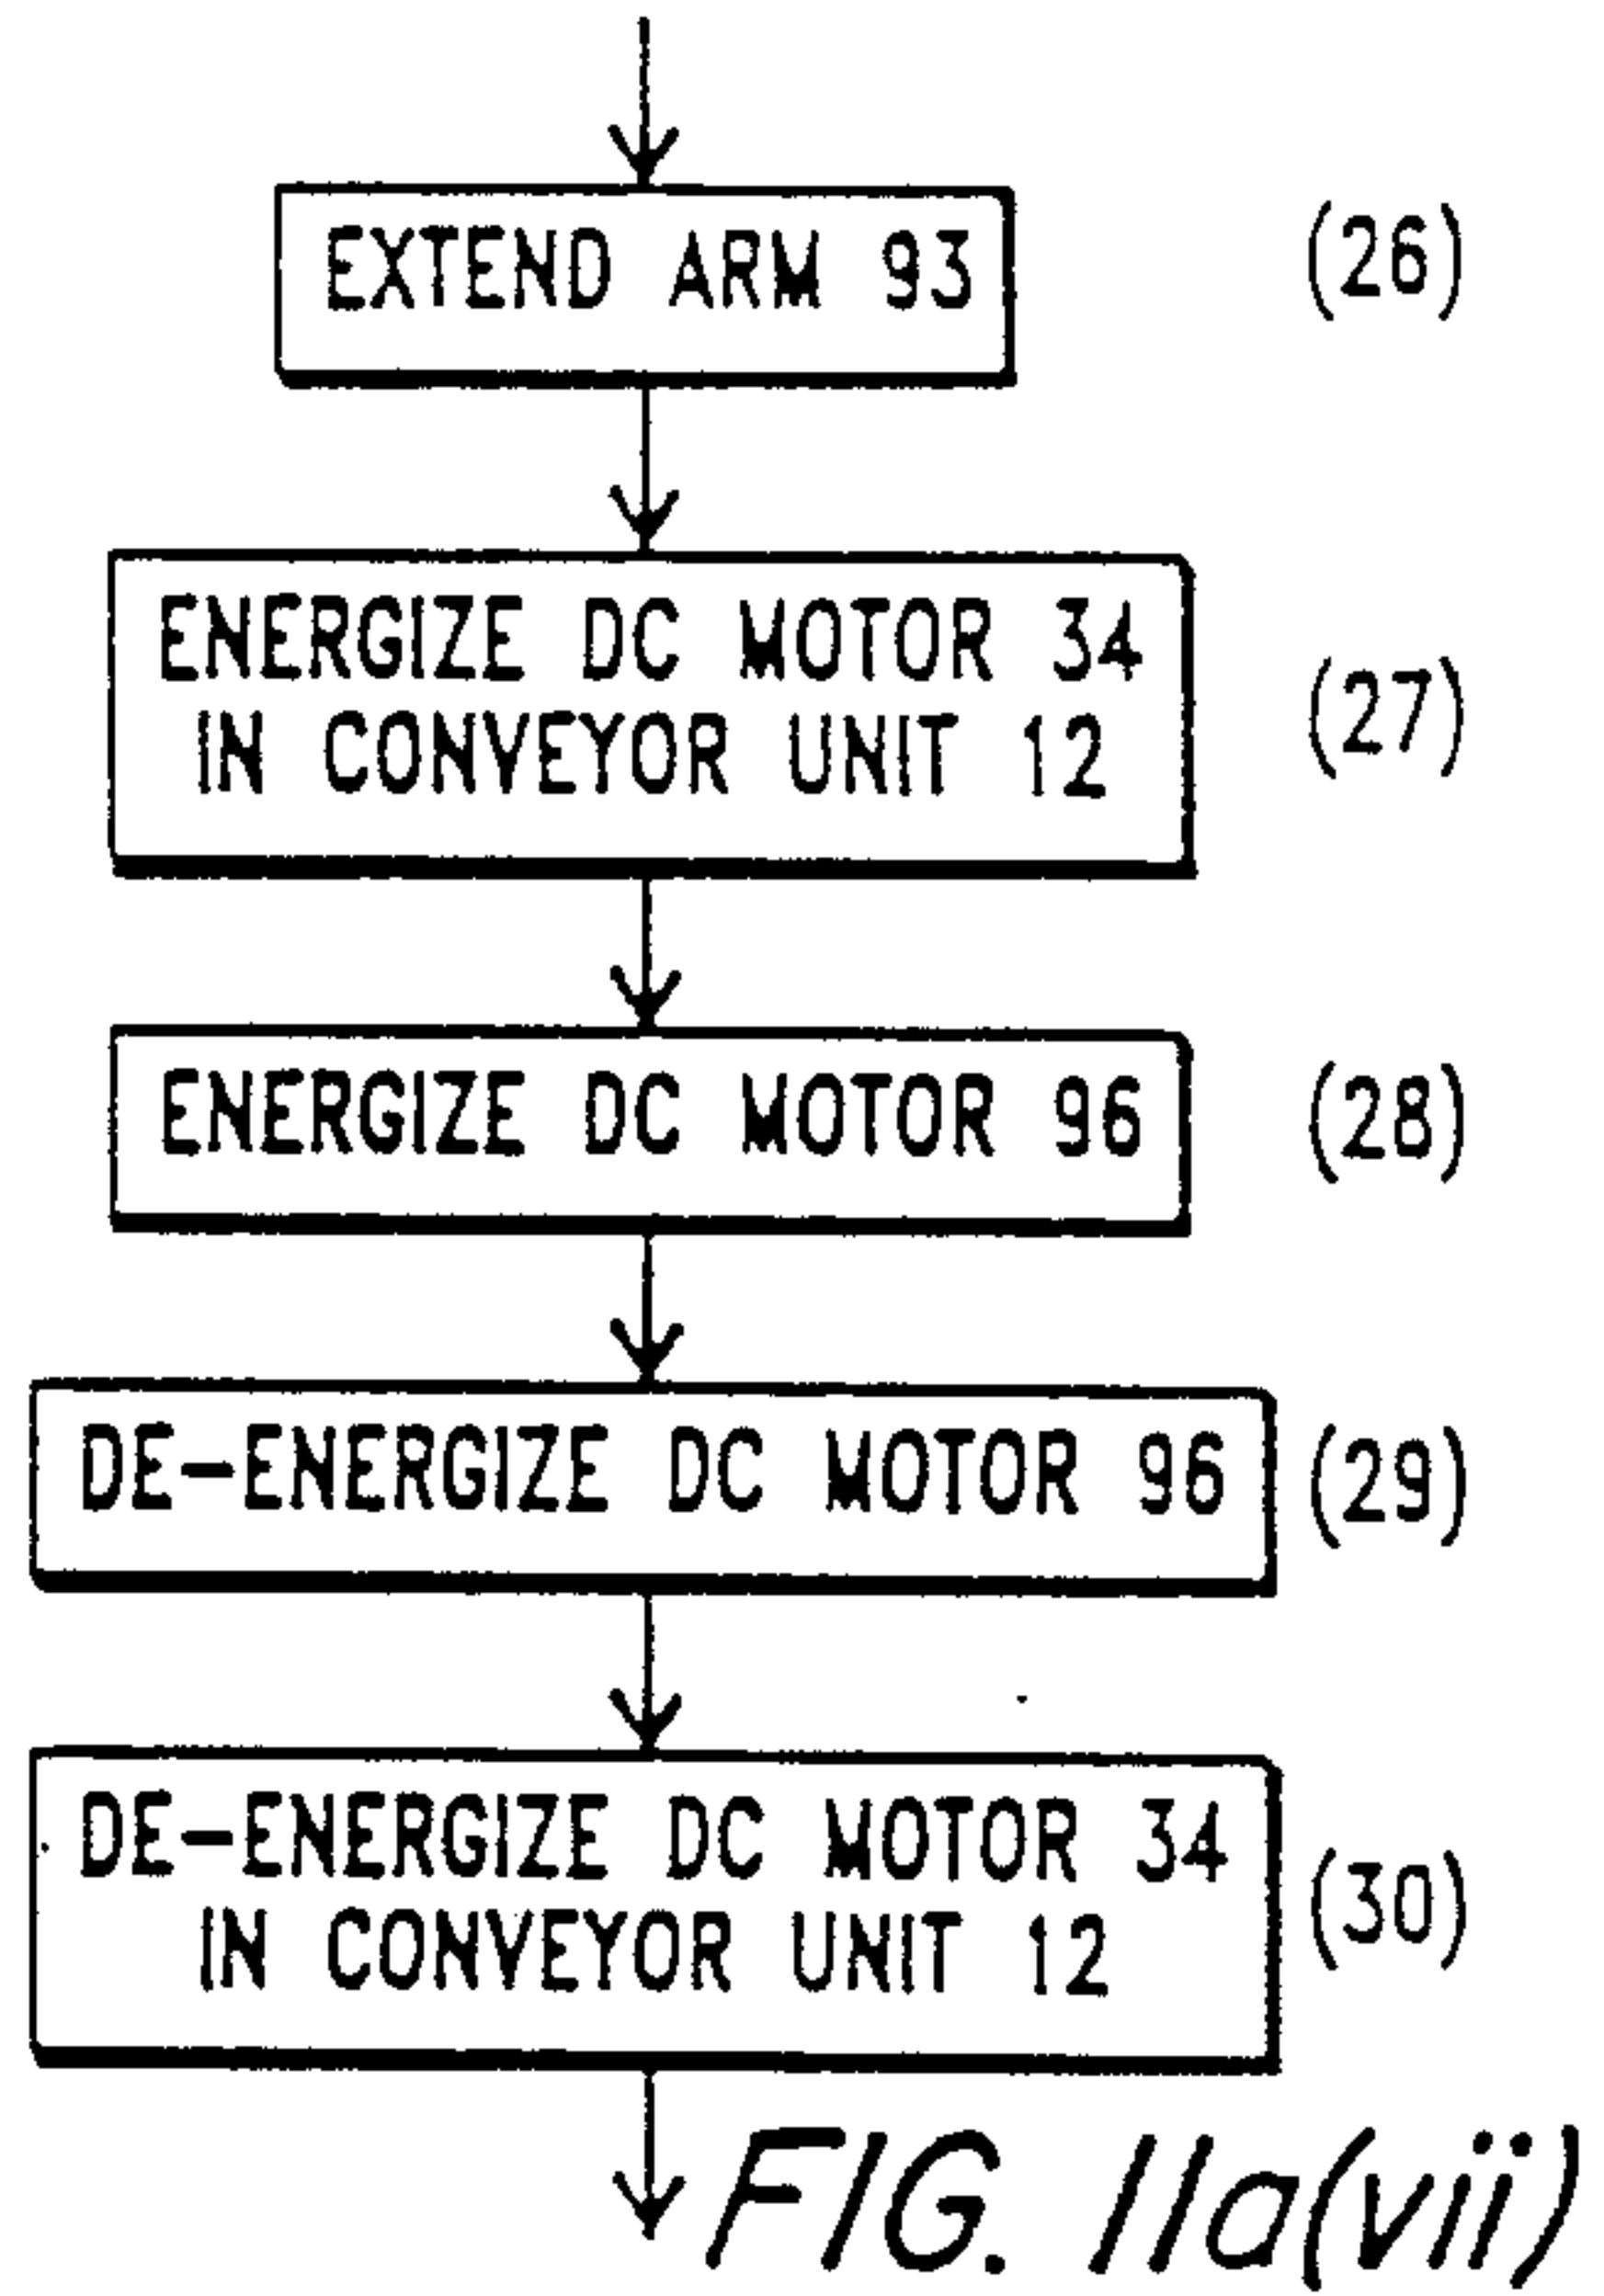 EXTEND ARM 93 (26)
ENERGIZE DC MOTOR 34
IN CONVEYOR UNIT 12 (27)
ENERGIZE DC MOTOR 96 (28)
DE-ENERGIZE DC MOTOR 96 (29)
DE-ENERGIZE DC MOTOR 34
IN CONVEYOR UNIT 12 (30)
FIG. 11a(vii)